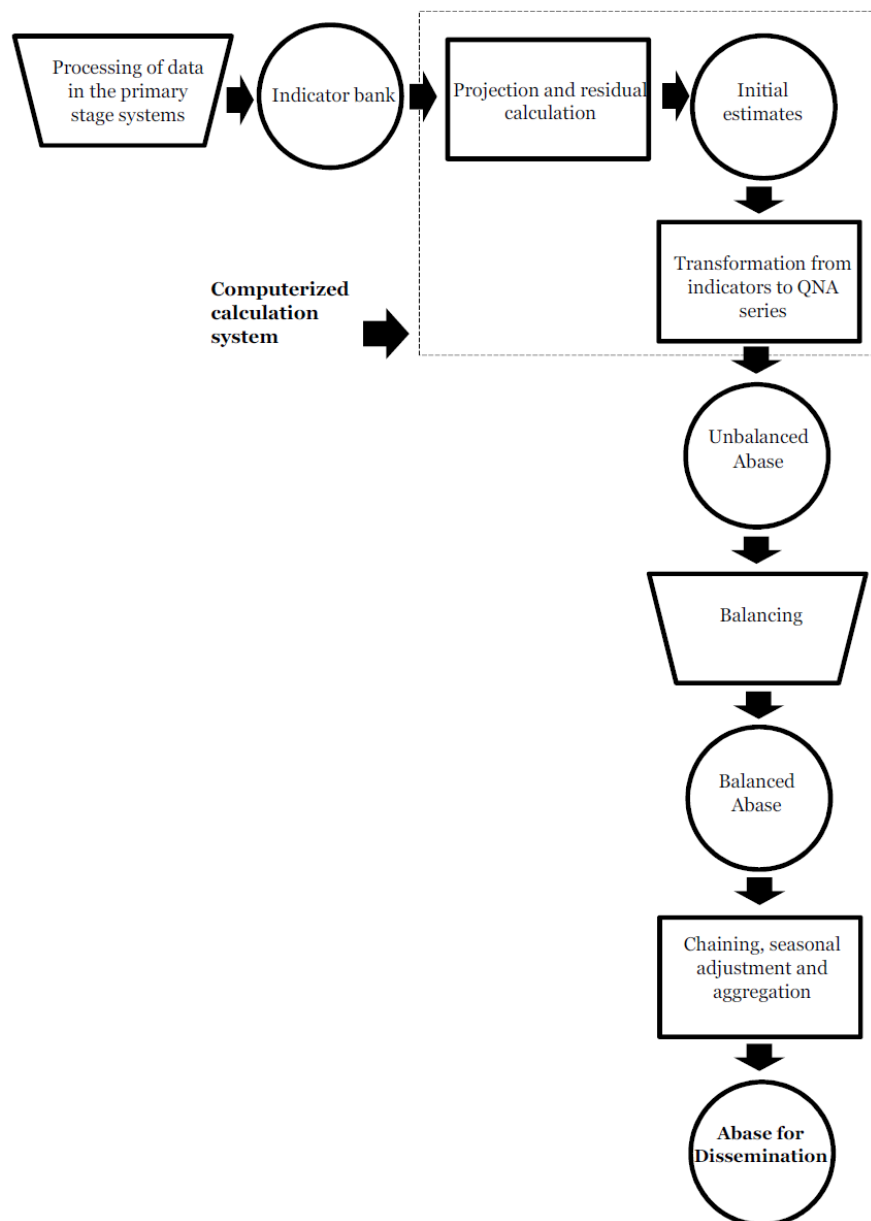 Processing of data
in the primary
stage systems
Indicator bank
Projection and residual
calculation
Initial
estimates
Transformation from
indicators to QNA
series
Computerized
calculation
system
Unbalanced
Abase
Balancing
Balanced
Abase
Chaining, seasonal
adjustment and
aggregation
Abase for
Dissemination